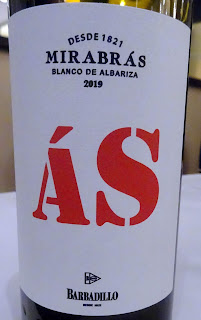 DESDE 1821
MIRABRÁS
BLANCO DE ALBARIZA
2019
ÁS
BARBADILLO